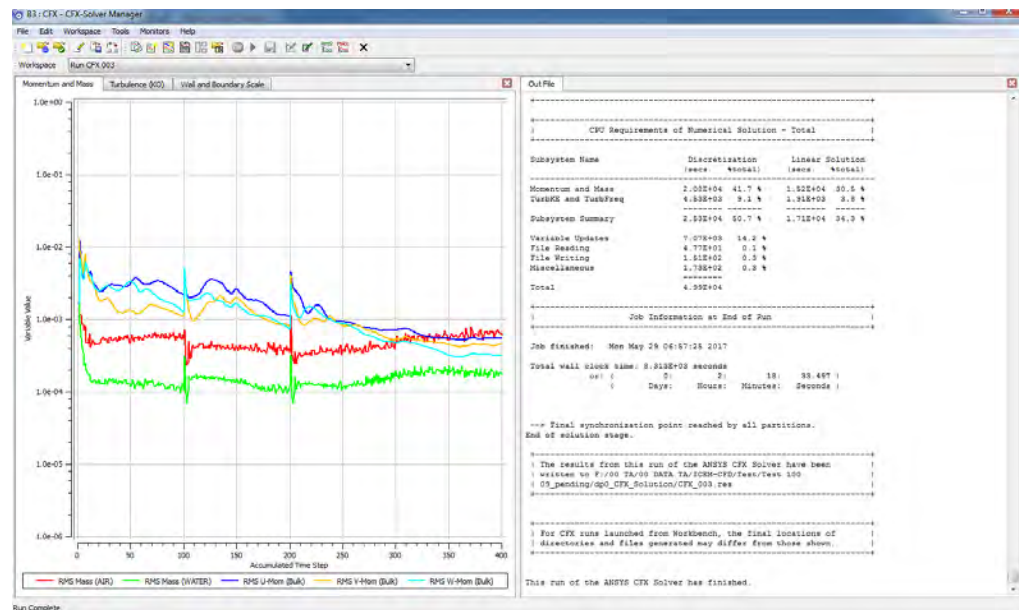 B3 : CFX - CFX-Solver Manager
File Edit Workspace Tools Monitors Help
Workspace Run CFX 003
Momentum and Mass Turbulence (KO) Wall and Boundary Scale
1.0e+00
1.0e-01
1.0e-02
1.0e-03
1.0e-04
1.0e-05
1.0e-06
Variable Value
0 50 100 150 200 250 300 350 400
Accumulated Time Step
RMS Mass (AIR) RMS Mass (WATER) RMS U-Mom (Bulk) RMS V-Mom (Bulk) RMS W-Mom (Bulk)
Run Complete
Out File
CPU Requirements of Numerical Solution - Total
Subsystem Name Discretization Linear Solution
(secs. %total) (secs. %total)
Momentum and Mass 41.7 % 1.52E+04 30.5 %
TurbKE and TurbFreq 4.53E+03 9.1 % 1.91E+03 3.8 %
Subsystem Summary 2.53E+04 50.7 % 1.71E+04 34.3 %
Variable Updates 7.07E+03 14.2 %
File Reading 4.77E+01 0.1 %
File Writing 1.51E+02 0.3 %
Miscellaneous 1.73E+02 0.3 %
Total 4.99E+04
Job Information at End of Run
Job finished: Mon May 29 06:57:25 2017
Total wall clock time: 8.313E+03 seconds
or: ( 0: 2: 18: 33.487 )
( Days: Hours: Minutes: Seconds )
---> Final synchronization point reached by all partitions.
End of solution stage.
The results from this run of the ANSYS CFX Solver have been
written to F:/00 TA/00 DATA TA/ICEM-CFD/Test/Test 100
09_pending/dp0_CFX_Solution/CFX_003.res
For CFX runs launched from Workbench, the final locations of
directories and files generated may differ from those shown.
This run of the ANSYS CFX Solver has finished.